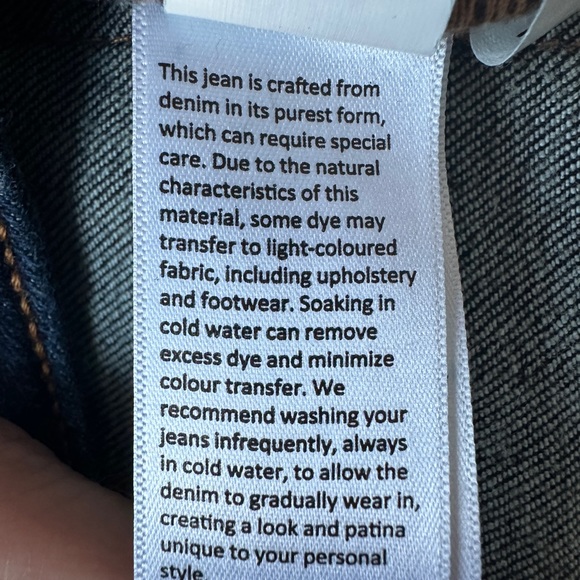 This jean is crafted from
denim in its purest form,
which can require special
care. Due to the natural
characteristics of this
material, some dye may
transfer to light-coloured
fabric, including upholstery
and footwear. Soaking in
cold water can remove
excess dye and minimize
colour transfer. We
recommend washing your
jeans infrequently, always
in cold water, to allow the
denim to gradually wear in,
creating a look and patina
unique to your personal
style